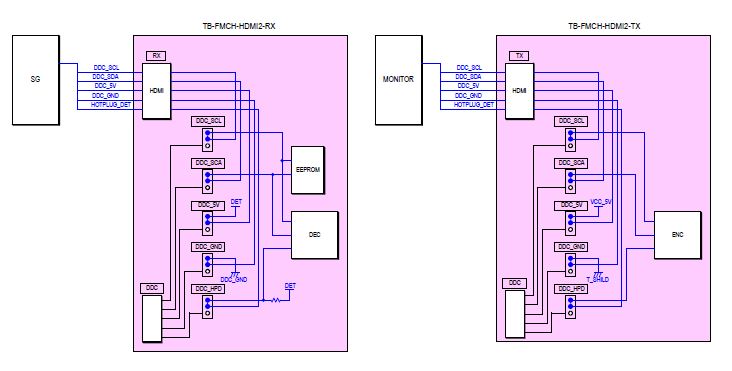 TB-FMCH-HDMI2-RX
SG
DDC_SCL
DDC_SDA
DDC_5V
DDC_GND
HOTPLUG_DET
RX
HDMI
DDC_SCL
DDC_SCA
EEPROM
DDC_5V
DET
DEC
DDC_GND
DDC_GND
DDC
DDC_HPD
DET
TB-FMCH-HDMI2-TX
MONITOR
DDC_SCL
DDC_SDA
DDC_5V
DDC_GND
HOTPLUG_DET
TX
HDMI
DDC_SCL
DDC_SCA
DDC_5V
VCC_5V
ENC
DDC_GND
T_SHILD
DDC
DDC_HPD